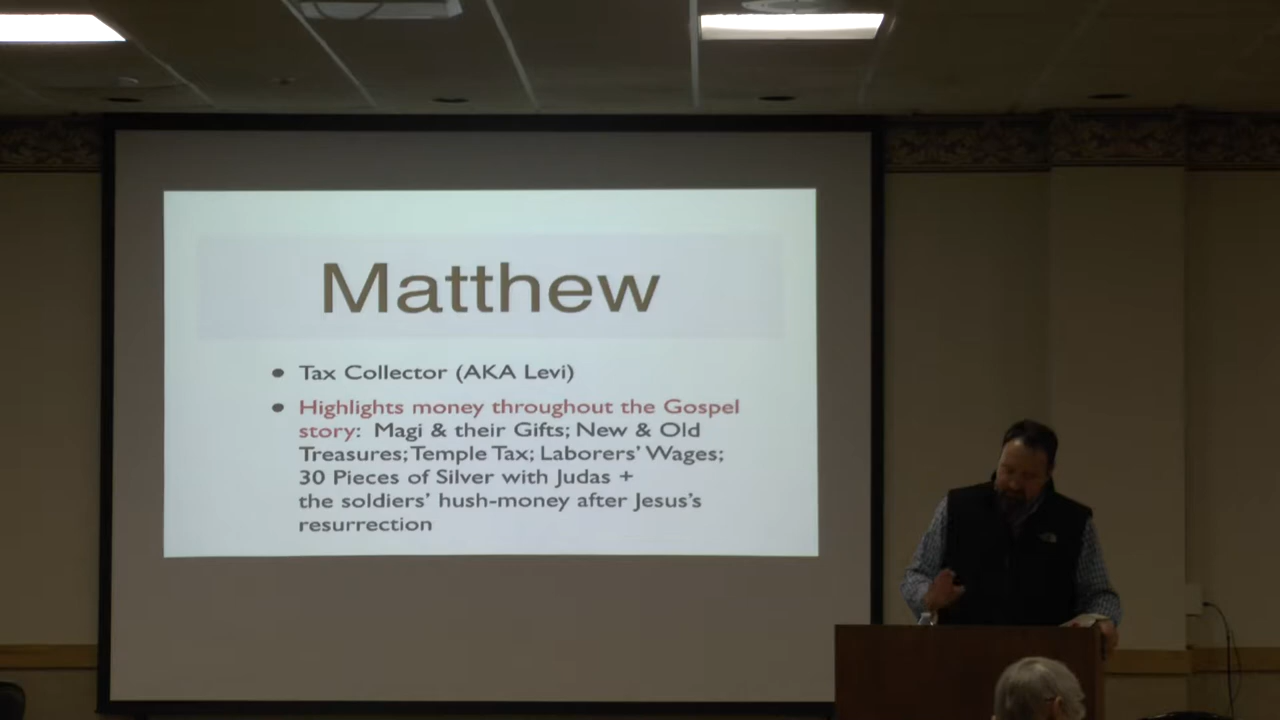 Matthew
• Tax Collector (AKA Levi)
• Highlights money throughout the Gospel
story: Magi & their Gifts; New & Old
Treasures; Temple Tax; Laborers' Wages;
30 Pieces of Silver with Judas +
the soldiers' hush-money after Jesus's
resurrection